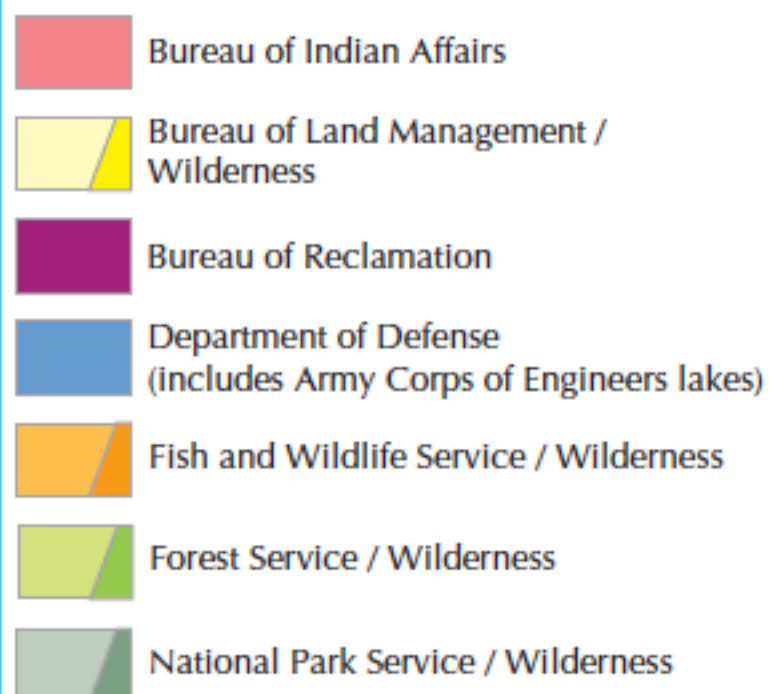 Bureau of Indian Affairs
Bureau of Land Management /
Wilderness
Bureau of Reclamation
Department of Defense
(includes Army Corps of Engineers lakes)
Fish and Wildlife Service / Wilderness
Forest Service / Wilderness
National Park Service / Wilderness